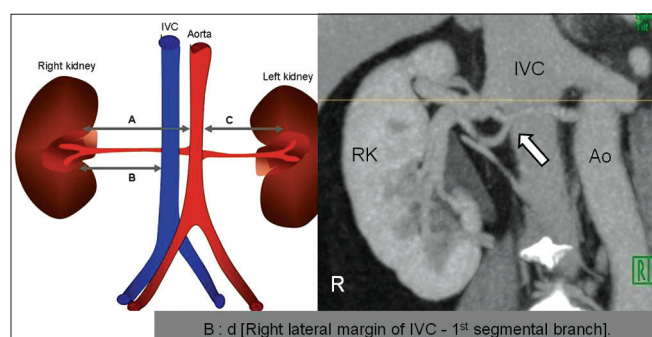 IVC
Aorta
Right kidney
Left kidney
A
C
B
IVC
RK
Ao
R
R
B : d [Right lateral margin of IVC - 1st segmental branch].